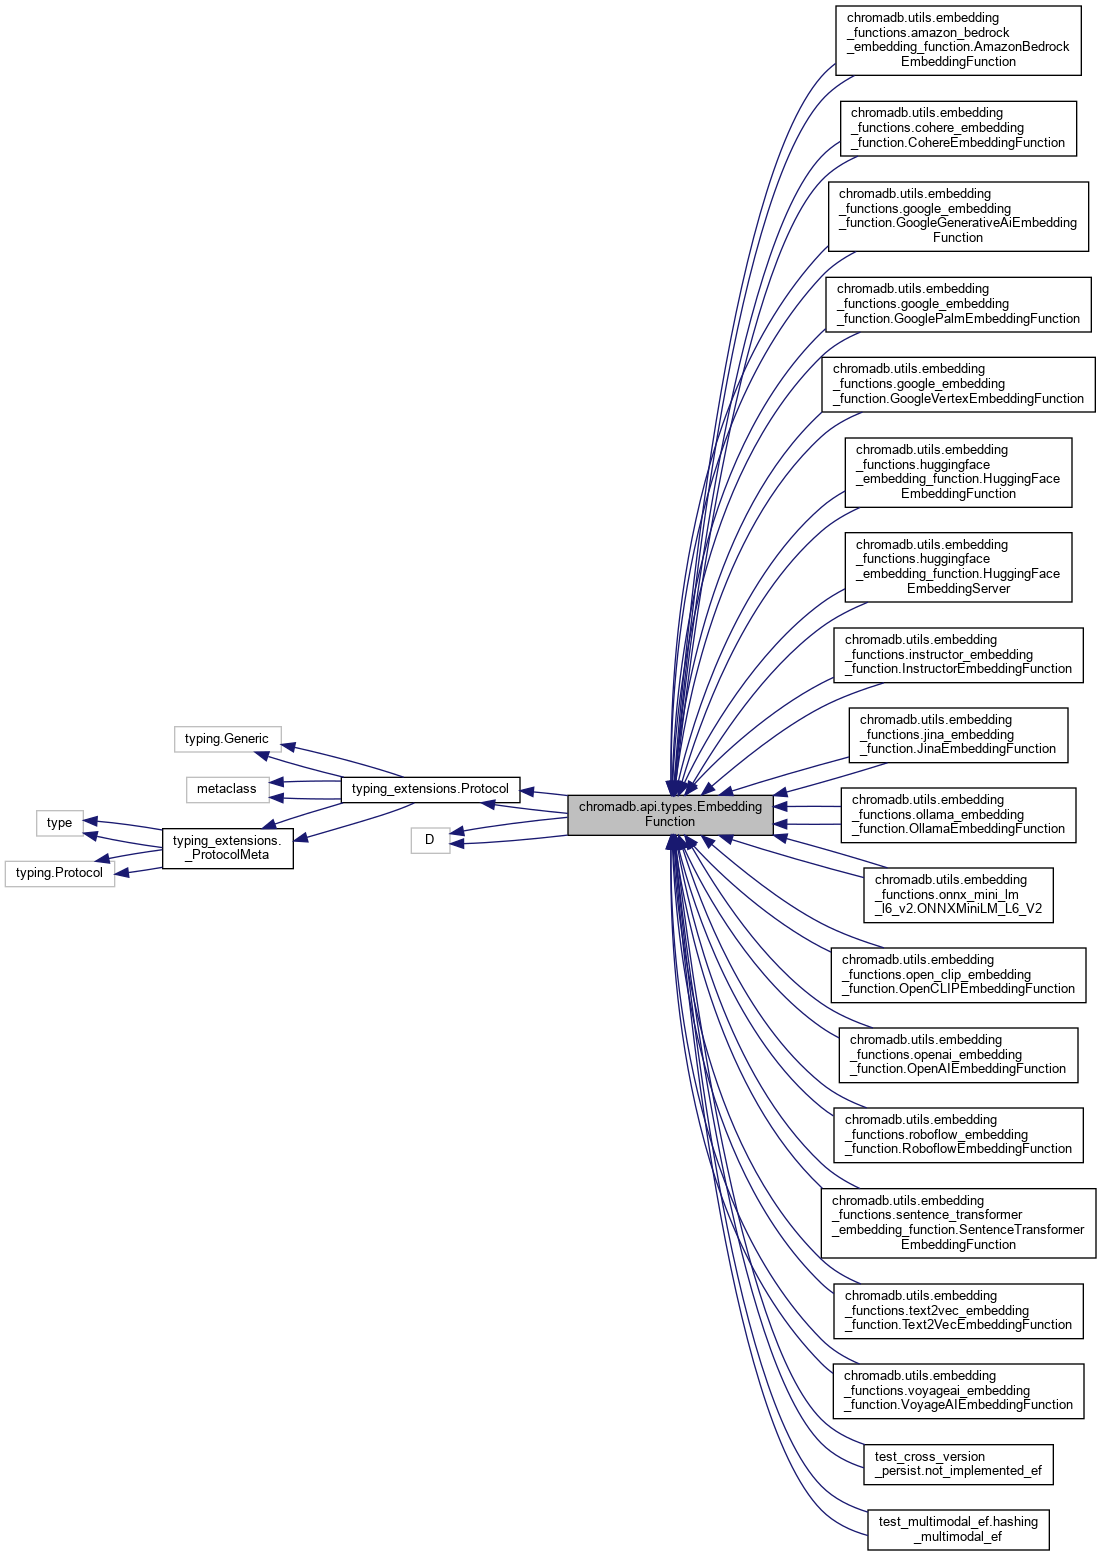 chromadb.utils.embedding
_functions.amazon_bedrock
_embedding_function.AmazonBedrock
EmbeddingFunction
chromadb.utils.embedding
_functions.cohere_embedding
_function.CohereEmbeddingFunction
chromadb.utils.embedding
_functions.google_embedding
_function.GoogleGenerativeAiEmbedding
Function
chromadb.utils.embedding
_functions.google_embedding
_function.GooglePalmEmbeddingFunction
chromadb.utils.embedding
_functions.google_embedding
_function.GoogleVertexEmbeddingFunction
chromadb.utils.embedding
_functions.huggingface
_embedding_function.HuggingFace
EmbeddingFunction
chromadb.utils.embedding
_functions.huggingface
_embedding_function.HuggingFace
EmbeddingServer
chromadb.utils.embedding
_functions.instructor_embedding
_function.InstructorEmbeddingFunction
chromadb.utils.embedding
_functions.jina_embedding
_function.JinaEmbeddingFunction
typing.Generic
metaclass
typing_extensions.Protocol
type
typing_extensions.
_ProtocolMeta
typing.Protocol
D
chromadb.api.types.Embedding
Function
chromadb.utils.embedding
_functions.ollama_embedding
_function.OllamaEmbeddingFunction
chromadb.utils.embedding
_functions.onnx_mini_lm
_l6_v2.ONNXMiniLM_L6_V2
chromadb.utils.embedding
_functions.open_clip_embedding
_function.OpenCLIPEmbeddingFunction
chromadb.utils.embedding
_functions.openai_embedding
_function.OpenAIEmbeddingFunction
chromadb.utils.embedding
_functions.roboflow_embedding
_function.RoboflowEmbeddingFunction
chromadb.utils.embedding
_functions.sentence_transformer
_embedding_function.SentenceTransformer
EmbeddingFunction
chromadb.utils.embedding
_functions.text2vec_embedding
_function.Text2VecEmbeddingFunction
chromadb.utils.embedding
_functions.voyageai_embedding
_function.VoyageAIEmbeddingFunction
test_cross_version
_persist.not_implemented_ef
test_multimodal_ef.hashing
_multimodal_ef